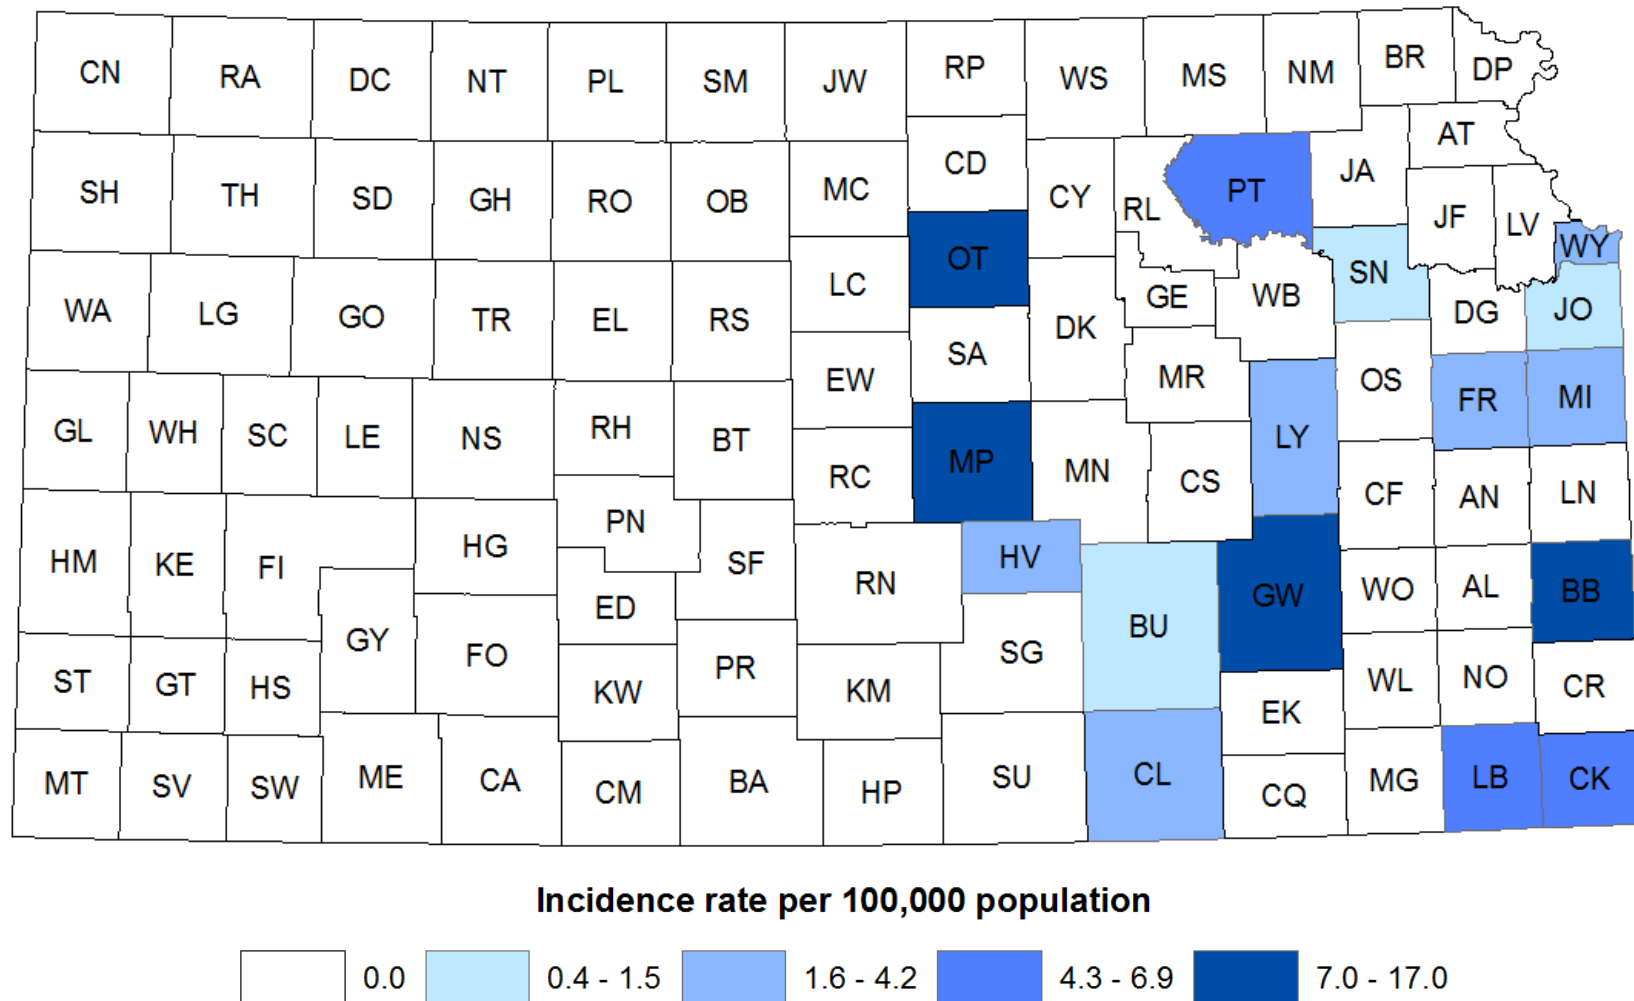 CN RA DC NT PL SM JW RP WS MS NM BR DP
SH TH SD GH RO OB MC CD CY RL PT JA AT
JF LV WY
WA LG GO TR EL RS LC OT DK GE WB SN DG JO
GL WH SC LE NS RH BT EW SA MR OS FR MI
HM KE FI HG PN SF RC MP MN CS LY CF AN LN
GY ED RN HV BU GW WO AL BB
ST GT HS FO KW PR KM SG EK WL NO CR
MT SV SW ME CA CM BA HP SU CL CQ MG LB CK
Incidence rate per 100,000 population
0.0 0.4 - 1.5 1.6 - 4.2 4.3 - 6.9 7.0 - 17.0